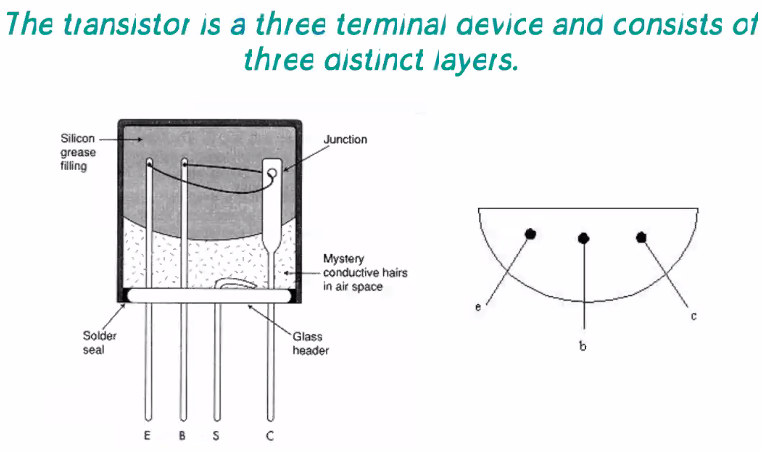 The transistor is a three terminal device and consists of
three distinct layers.
Silicon
grease
filling
Junction
Mystery
conductive hairs
in air space
Solder
seal
Glass
header
E B S C
e
b
c